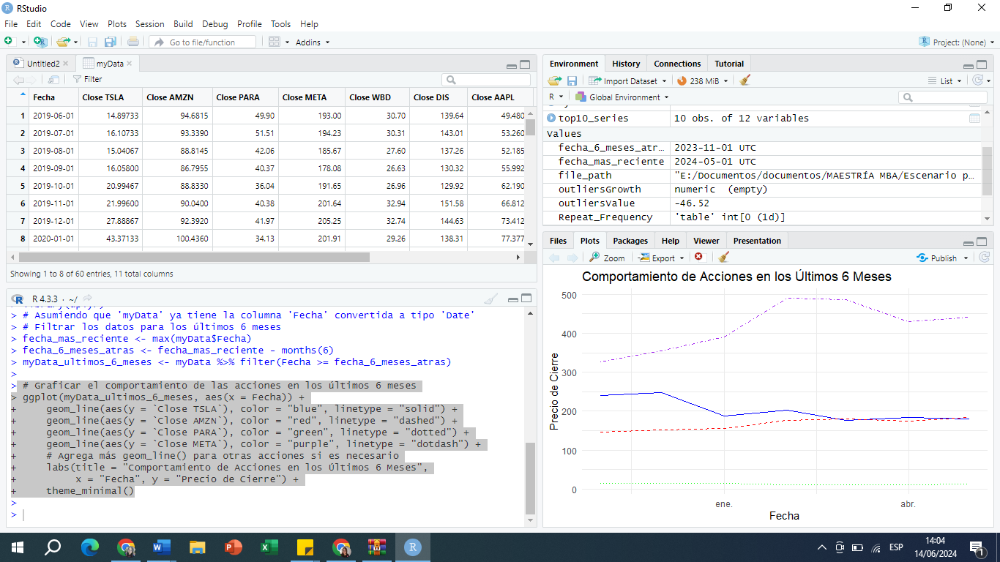 RStudio
File Edit Code View Plots Session Build Debug Profile Tools Help
Go to file/function Addins Project: (None)
Untitled2 myData
Filter
Fecha Close TSLA Close AMZN Close PARA Close META Close WBD Close DIS Close AAPL
1 2019-06-01 14.89733 94.6815 49.90 193.00 30.70 139.64 49.480
2 2019-07-01 16.10733 93.3390 51.51 194.23 30.31 143.01 53.260
3 2019-08-01 15.04067 88.8145 42.06 185.67 27.60 137.26 52.185
4 2019-09-01 16.05800 86.7955 40.37 178.08 26.63 130.32 55.992
5 2019-10-01 20.99467 88.8330 36.04 191.65 26.96 129.92 62.190
6 2019-11-01 21.99600 90.0400 40.38 201.64 32.94 151.58 66.812
7 2019-12-01 27.88867 92.3920 41.97 205.25 32.74 144.63 73.412
8 2020-01-01 43.37133 100.4360 34.13 201.91 29.26 138.31 77.377
Showing 1 to 8 of 60 entries, 11 total columns
R 4.3.3 · ~/
> # Asumiendo que 'myData' ya tiene la columna 'Fecha' convertida a tipo 'Date'
> # Filtrar los datos para los últimos 6 meses
> fecha_mas_reciente <- max(myData$Fecha)
> fecha_6_meses_atras <- fecha_mas_reciente - months(6)
> myData_ultimos_6_meses <- myData %>% filter(Fecha >= fecha_6_meses_atras)
>
> # Graficar el comportamiento de las acciones en los últimos 6 meses
> ggplot(myData_ultimos_6_meses, aes(x = Fecha)) +
+     geom_line(aes(y = `Close TSLA`), color = "blue", linetype = "solid") +
+     geom_line(aes(y = `Close AMZN`), color = "red", linetype = "dashed") +
+     geom_line(aes(y = `Close PARA`), color = "green", linetype = "dotted") +
+     geom_line(aes(y = `Close META`), color = "purple", linetype = "dotdash") +
+     # Agrega más geom_line() para otras acciones si es necesario
+     labs(title = "Comportamiento de Acciones en los Últimos 6 Meses",
+          x = "Fecha", y = "Precio de Cierre") +
+     theme_minimal()
>
>
Environment History Connections Tutorial
Import Dataset 238 MiB List
R Global Environment
top10_series 10 obs. of 12 variables
Values
fecha_6_meses_atr… 2023-11-01 UTC
fecha_mas_reciente 2024-05-01 UTC
file_path "E:/Documentos/documentos/MAESTRÍA MBA/Escenario p…
outliersGrowth numeric (empty)
outliersValue -46.52
Repeat_Frequency 'table' int[0 (1d)]
Files Plots Packages Help Viewer Presentation
Zoom Export Publish
Comportamiento de Acciones en los Últimos 6 Meses
500
400
300
200
100
0
Precio de Cierre
ene. abr.
Fecha
ESP
14:04
14/06/2024
1